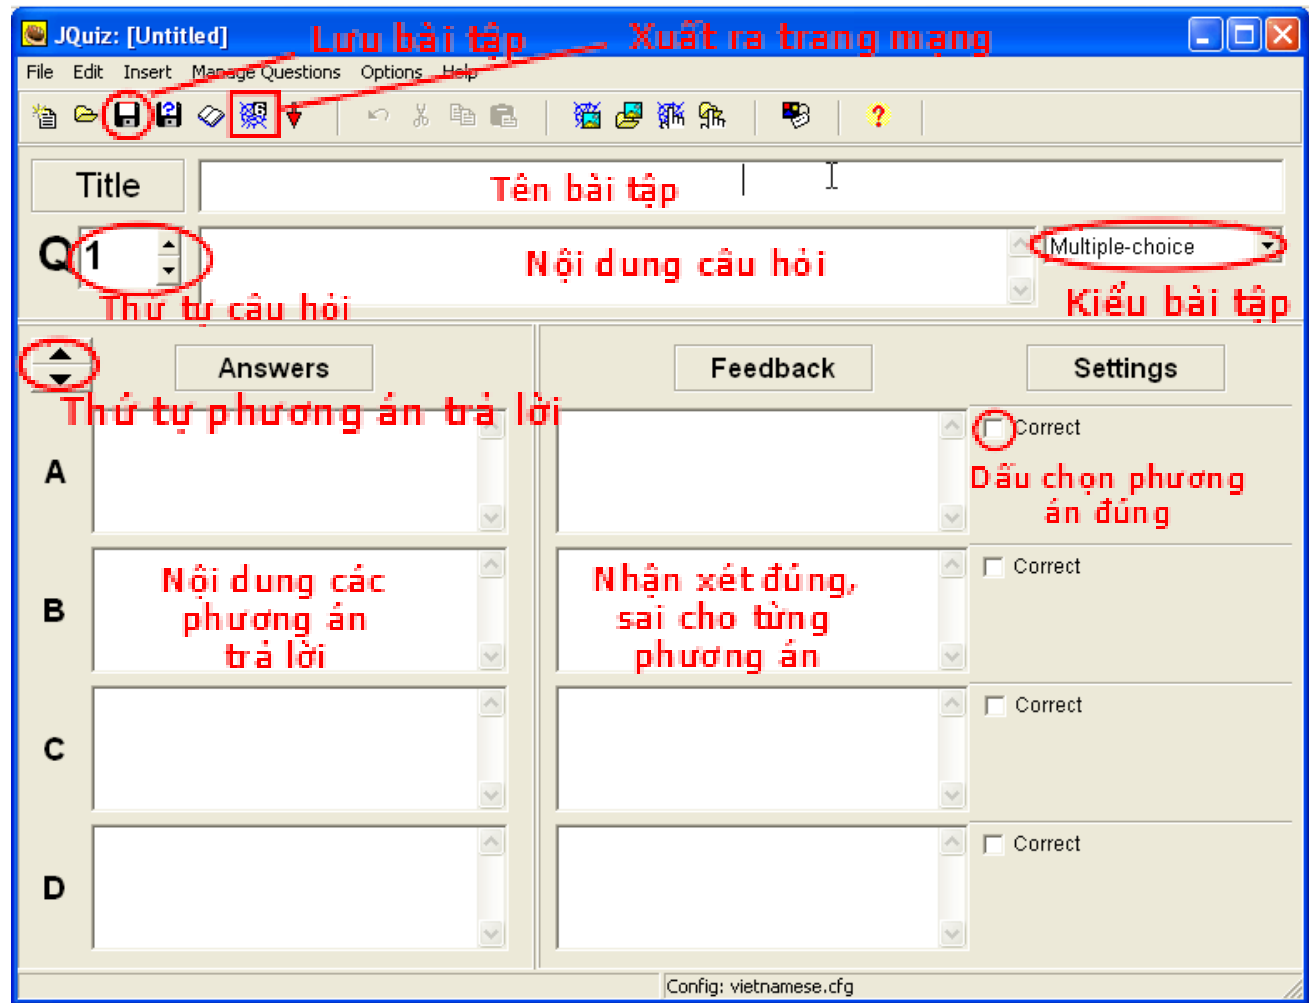 JQuiz: [Untitled]
Lưu bài tập
Xuất ra trang mạng
File Edit Insert Manage Questions Options Help
Title
Tên bài tập
Q 1
Nội dung câu hỏi
Multiple-choice
Thứ tự câu hỏi
Kiểu bài tập
Answers
Feedback
Settings
Thứ tự phương án trả lời
A
Correct
Dấu chọn phương
án đúng
B
Nội dung các
phương án
trả lời
Nhận xét đúng,
sai cho từng
phương án
Correct
C
Correct
D
Correct
Config: vietnamese.cfg